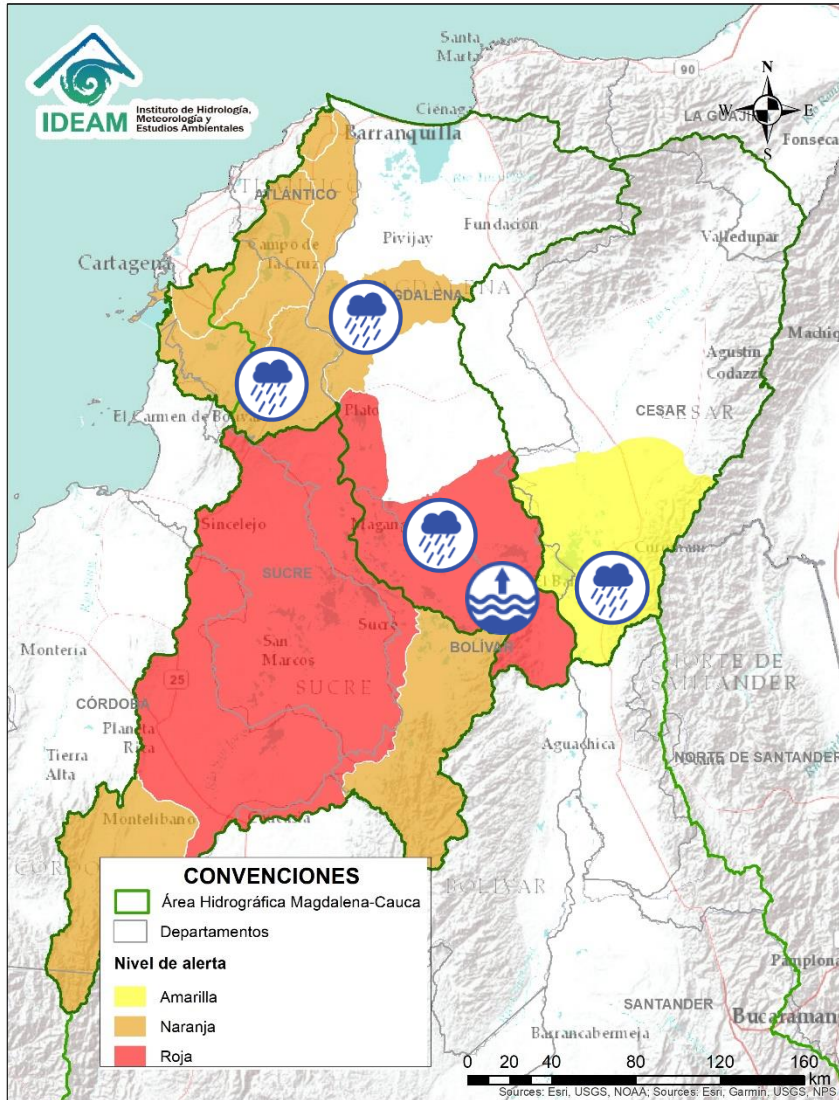 IDEAM
Instituto de Hidrología,
Meteorología y
Estudios Ambientales
Santa
Marta
90
N
W
E
S
Ciénaga
LA GUAJIRA
Fonseca
Barranquilla
ATLÁNTICO
Pivijay
Fundación
Valledupar
Campo de
la Cruz
Cartagena
MAGDALENA
Agustín
Codazzi
El Carmen de Bolívar
Plato
CESAR
CESAR
Sincelejo
SUCRE
Sucre
San
Marcos
SUCRE
BOLÍVAR
Montería
25
CÓRDOBA
Planeta
Rica
Tierra
Alta
NORTE DE
SANTANDER
NORTE DE SANTANDER
Aguachica
Montelíbano
BOLÍVAR
CONVENCIONES
Área Hidrográfica Magdalena-Cauca
Departamentos
Nivel de alerta
Amarilla
Naranja
Roja
Pamplona
SANTANDER
Bucaraman
Barrancabermeja
0 20 40 80 120 160
km
Sources: Esri, USGS, NOAA; Sources: Esri, Garmin, USGS, NPS